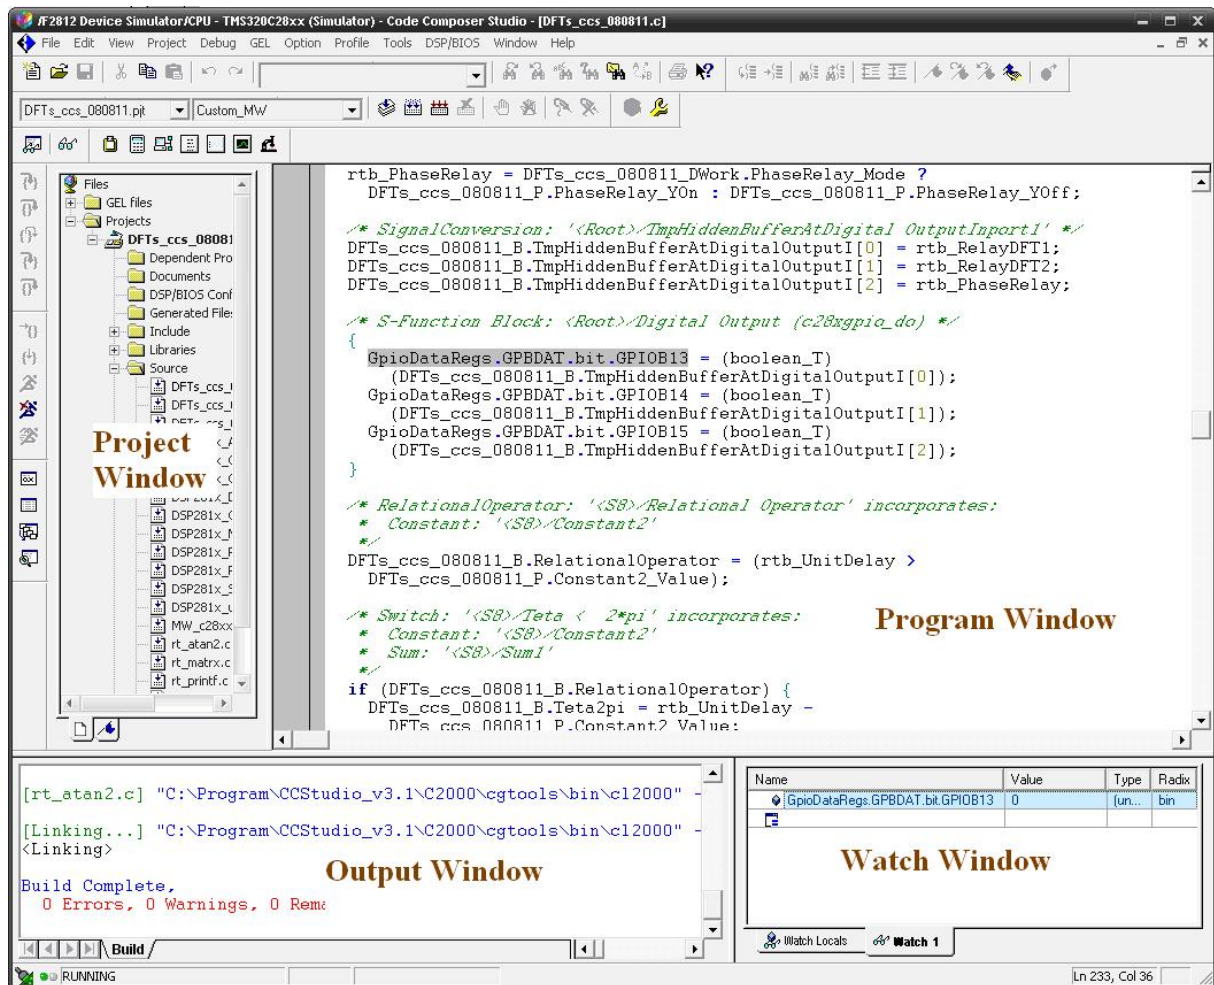 /F2812 Device Simulator/CPU - TMS320C28xx (Simulator) - Code Composer Studio - [DFTs_ccs_080811.c]
File Edit View Project Debug GEL Option Profile Tools DSP/BIOS Window Help
DFTs_ccs_080811.pjt Custom_MW
Files
GEL files
Projects
DFTs_ccs_08081
Dependent Pro
Documents
DSP/BIOS Conf
Generated File:
Include
Libraries
Source
DFTs_ccs_
DFTs_ccs_
DFTs_ccs_
Project
Window
DSP281x_
DSP281x_
DSP281x_
DSP281x_F
DSP281x_F
DSP281x_S
DSP281x_u
MW_c28xx
rt_atan2.c
rt_matrx.c
rt_printf.c
rtb_PhaseRelay = DFTs_ccs_080811_DWork.PhaseRelay_Mode ?
DFTs_ccs_080811_P.PhaseRelay_YOn : DFTs_ccs_080811_P.PhaseRelay_YOff;
/* SignalConversion: '<Root>/TmpHiddenBufferAtDigital OutputInport1' */
DFTs_ccs_080811_B.TmpHiddenBufferAtDigitalOutputI[0] = rtb_RelayDFT1;
DFTs_ccs_080811_B.TmpHiddenBufferAtDigitalOutputI[1] = rtb_RelayDFT2;
DFTs_ccs_080811_B.TmpHiddenBufferAtDigitalOutputI[2] = rtb_PhaseRelay;
/* S-Function Block: <Root>/Digital Output (c28xgpio_do) */
{
GpioDataRegs.GPBDAT.bit.GPIOB13 = (boolean_T)
(DFTs_ccs_080811_B.TmpHiddenBufferAtDigitalOutputI[0]);
GpioDataRegs.GPBDAT.bit.GPIOB14 = (boolean_T)
(DFTs_ccs_080811_B.TmpHiddenBufferAtDigitalOutputI[1]);
GpioDataRegs.GPBDAT.bit.GPIOB15 = (boolean_T)
(DFTs_ccs_080811_B.TmpHiddenBufferAtDigitalOutputI[2]);
}
/* RelationalOperator: '<S8>/Relational Operator' incorporates:
* Constant: '<S8>/Constant2'
*/
DFTs_ccs_080811_B.RelationalOperator = (rtb_UnitDelay >
DFTs_ccs_080811_P.Constant2_Value);
/* Switch: '<S8>/Teta < 2*pi' incorporates:
* Constant: '<S8>/Constant2'
* Sum: '<S8>/Sum1'
*/
if (DFTs_ccs_080811_B.RelationalOperator) {
DFTs_ccs_080811_B.Teta2pi = rtb_UnitDelay -
DFTs_ccs_080811_P.Constant2_Value;
Program Window
[rt_atan2.c] "C:\Program\CCStudio_v3.1\C2000\cgtools\bin\cl2000" -
[Linking...] "C:\Program\CCStudio_v3.1\C2000\cgtools\bin\cl2000" -
<Linking>
Build Complete,
0 Errors, 0 Warnings, 0 Rema
Output Window
Build
Name Value Type Radix
GpioDataRegs.GPBDAT.bit.GPIOB13 0 (un... bin
Watch Window
Watch Locals Watch 1
RUNNING
Ln 233, Col 36